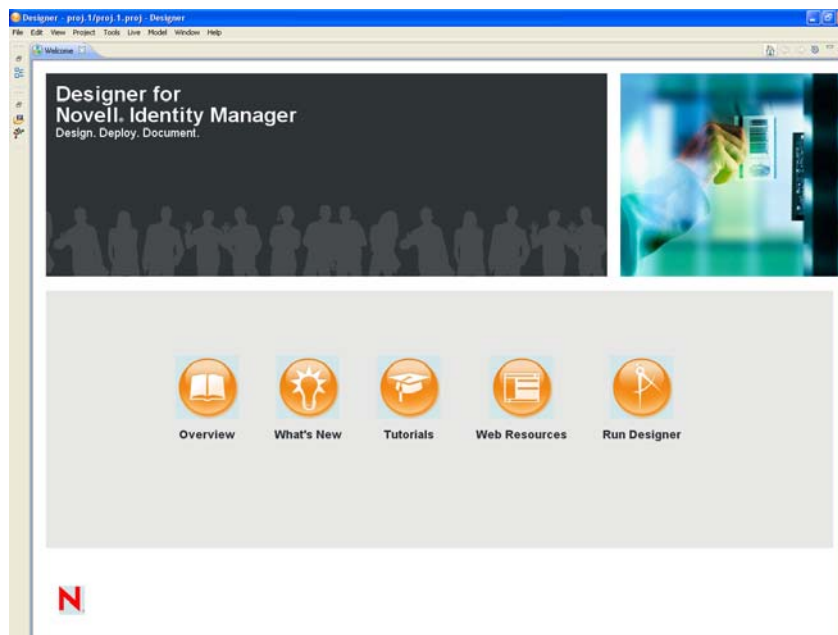 Designer - proj.1/proj.1.proj - Designer
File Edit View Project Tools Live Model Window Help
Welcome
Designer for
Novell® Identity Manager
Design. Deploy. Document.
Overview What's New Tutorials Web Resources Run Designer
N